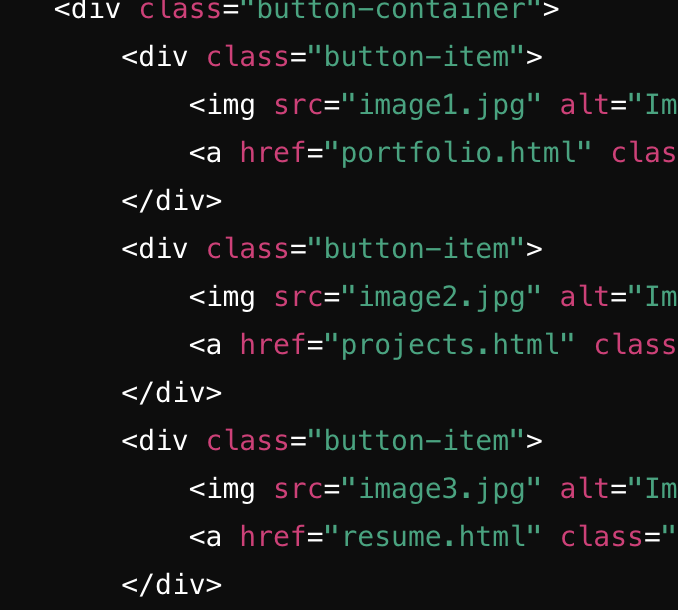 <div class="button-container">
<div class="button-item">
<img src="image1.jpg" alt="Im
<a href="portfolio.html" clas
</div>
<div class="button-item">
<img src="image2.jpg" alt="Im
<a href="projects.html" class
</div>
<div class="button-item">
<img src="image3.jpg" alt="Im
<a href="resume.html" class="
</div>